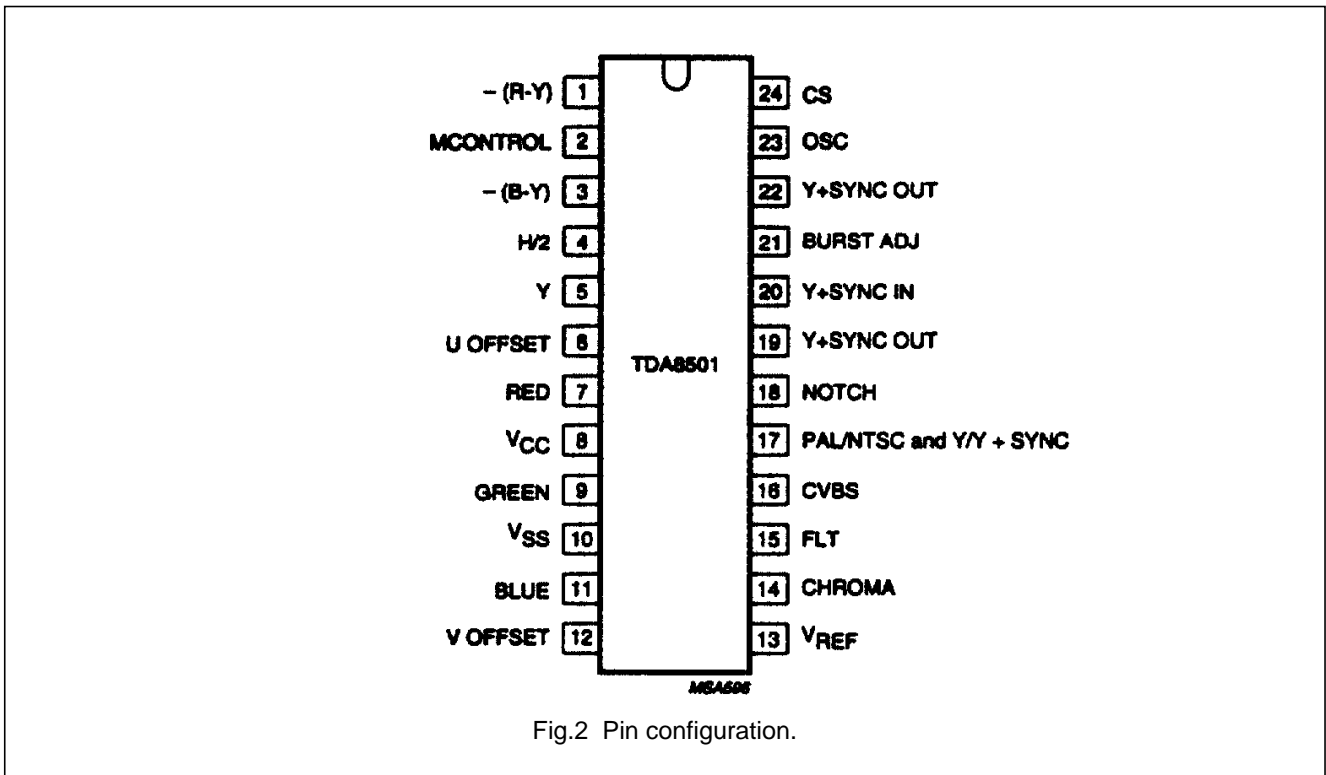 – (R-Y) 1 24 CS
MCONTROL 2 23 OSC
– (B-Y) 3 22 Y+SYNC OUT
H/2 4 21 BURST ADJ
Y 5 20 Y+SYNC IN
U OFFSET 6 19 Y+SYNC OUT
TDA8501
RED 7 18 NOTCH
VCC 8 17 PAL/NTSC and Y/Y + SYNC
GREEN 9 16 CVBS
VSS 10 15 FLT
BLUE 11 14 CHROMA
V OFFSET 12 13 VREF
MSA696
Fig.2 Pin configuration.